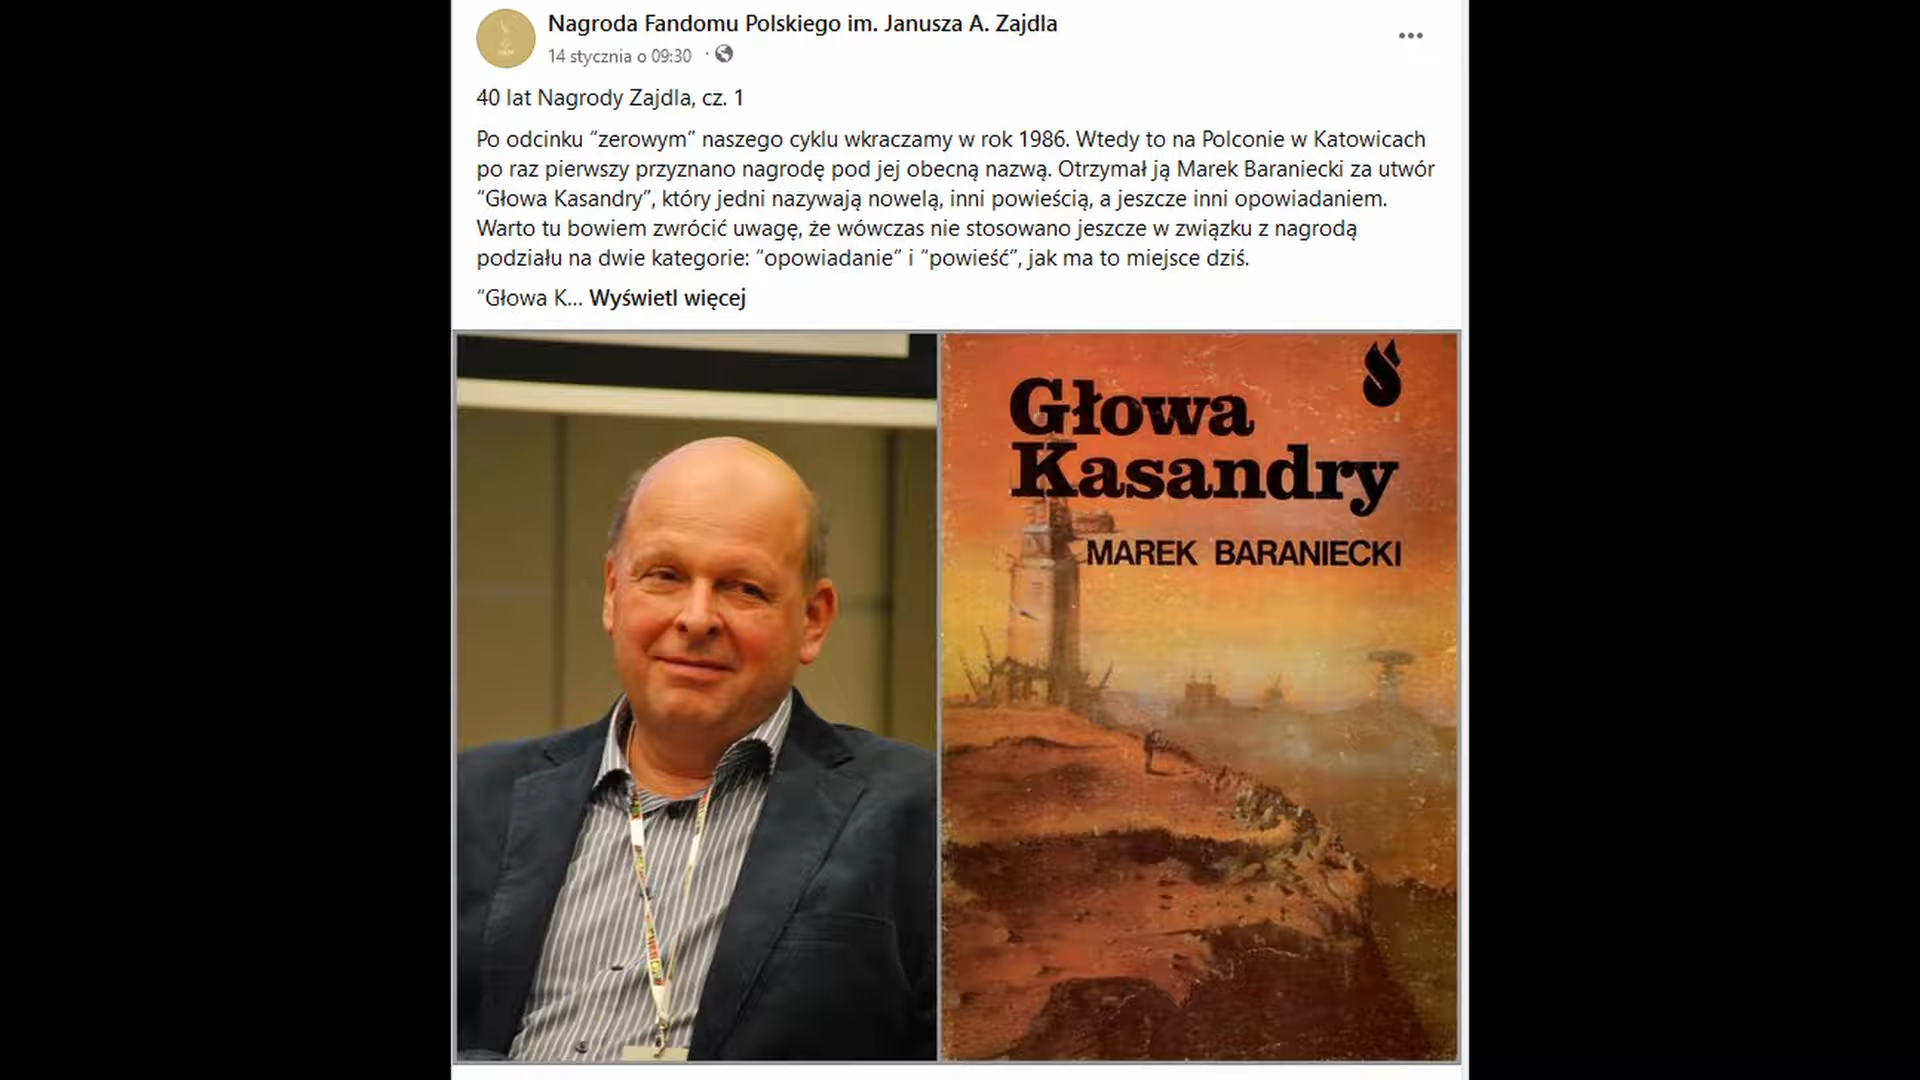 Nagroda Fandomu Polskiego im. Janusza A. Zajdla
14 stycznia o 09:30 ·
40 lat Nagrody Zajdla, cz. 1
Po odcinku “zerowym” naszego cyklu wkraczamy w rok 1986. Wtedy to na Polconie w Katowicach
po raz pierwszy przyznano nagrodę pod jej obecną nazwą. Otrzymał ją Marek Baraniecki za utwór
“Głowa Kasandry”, który jedni nazywają nowelą, inni powieścią, a jeszcze inni opowiadaniem.
Warto tu bowiem zwrócić uwagę, że wówczas nie stosowano jeszcze w związku z nagrodą
podziału na dwie kategorie: “opowiadanie” i “powieść”, jak ma to miejsce dziś.
“Głowa K... Wyświetl więcej
Głowa
Kasandry
MAREK BARANIECKI